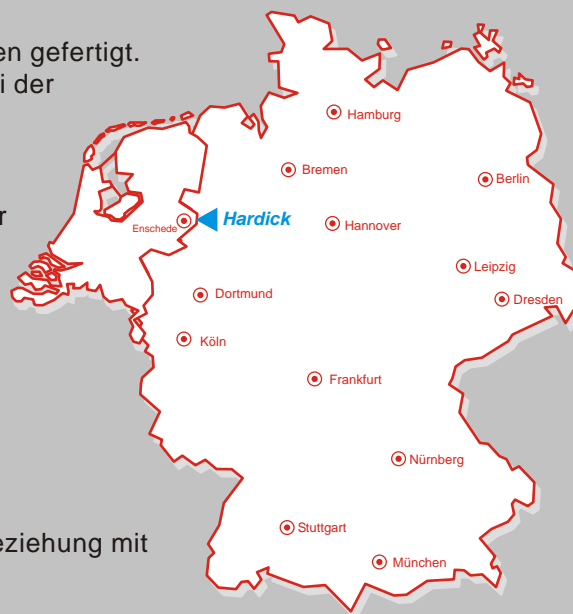 en gefertigt.
i der
Hamburg
Bremen
Berlin
r
Enschede
Hardick
Hannover
Leipzig
Dortmund
Dresden
Köln
Frankfurt
Nürnberg
Stuttgart
eziehung mit
München